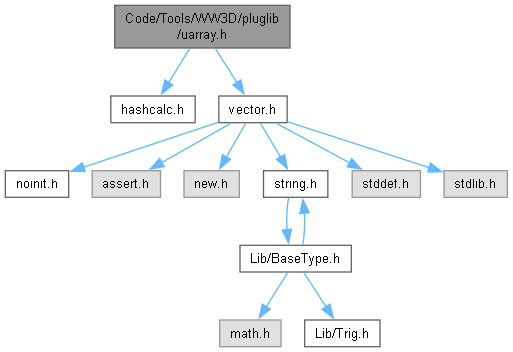 Code/Tools/WW3D/pluglib
/uarray.h
hashcalc.h
vector.h
noinit.h
assert.h
new.h
string.h
stddef.h
stdlib.h
Lib/BaseType.h
math.h
Lib/Trig.h